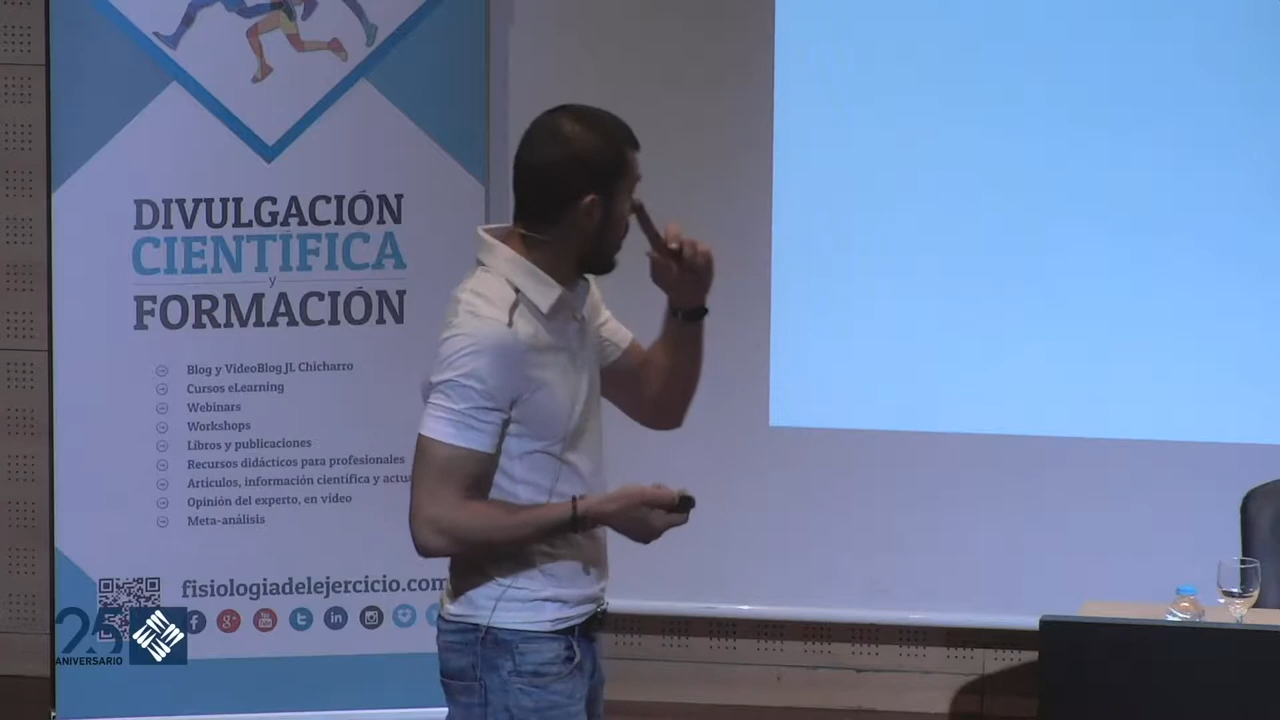 DIVULGACIÓN
CIENTÍFICA
y
FORMACIÓN
Blog y VideoBlog JL Chicharro
Cursos eLearning
Webinars
Workshops
Libros y publicaciones
Recursos didácticos para profesionales
Artículos, información científica y actu
Opinión del experto, en vídeo
Meta-análisis
fisiologiadelejercicio.com
25
ANIVERSARIO